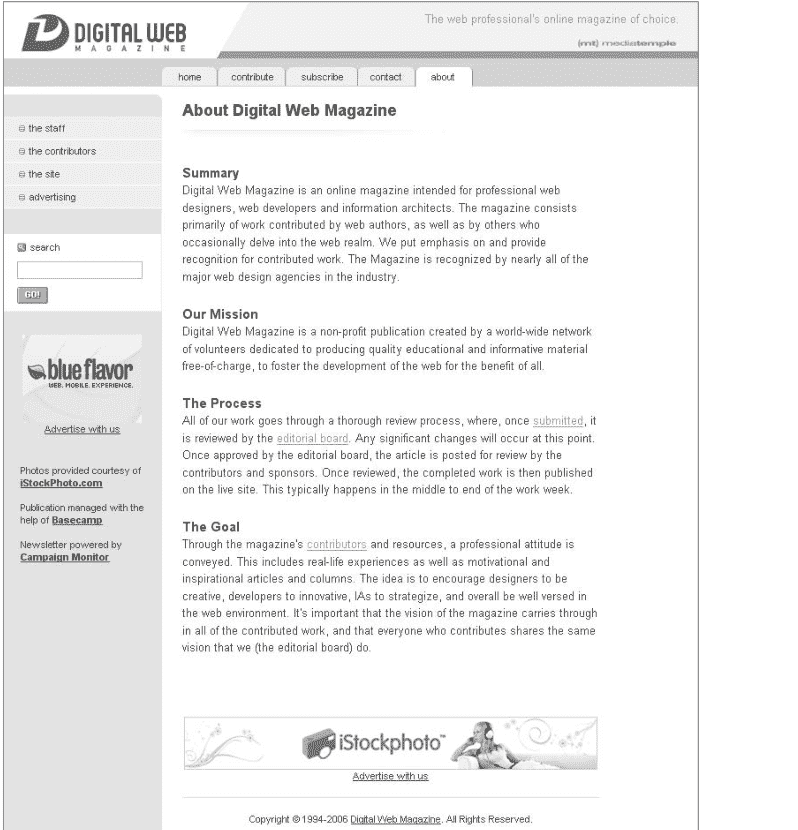 DIGITAL WEB
MAGAZINE
The web professional's online magazine of choice.
(mt) mediatemple
home
contribute
subscribe
contact
about
the staff
the contributors
the site
advertising
search
GO!
blue flavor
WEB. MOBILE. EXPERIENCE.
Advertise with us
Photos provided courtesy of
iStockPhoto.com
Publication managed with the
help of Basecamp
Newsletter powered by
Campaign Monitor
About Digital Web Magazine
Summary
Digital Web Magazine is an online magazine intended for professional web
designers, web developers and information architects. The magazine consists
primarily of work contributed by web authors, as well as by others who
occasionally delve into the web realm. We put emphasis on and provide
recognition for contributed work. The Magazine is recognized by nearly all of the
major web design agencies in the industry.
Our Mission
Digital Web Magazine is a non-profit publication created by a world-wide network
of volunteers dedicated to producing quality educational and informative material
free-of-charge, to foster the development of the web for the benefit of all.
The Process
All of our work goes through a thorough review process, where, once submitted, it
is reviewed by the editorial board. Any significant changes will occur at this point.
Once approved by the editorial board, the article is posted for review by the
contributors and sponsors. Once reviewed, the completed work is then published
on the live site. This typically happens in the middle to end of the work week.
The Goal
Through the magazine's contributors and resources, a professional attitude is
conveyed. This includes real-life experiences as well as motivational and
inspirational articles and columns. The idea is to encourage designers to be
creative, developers to innovative, IAs to strategize, and overall be well versed in
the web environment. It's important that the vision of the magazine carries through
in all of the contributed work, and that everyone who contributes shares the same
vision that we (the editorial board) do.
iStockphoto™
Advertise with us
Copyright © 1994-2006 Digital Web Magazine. All Rights Reserved.